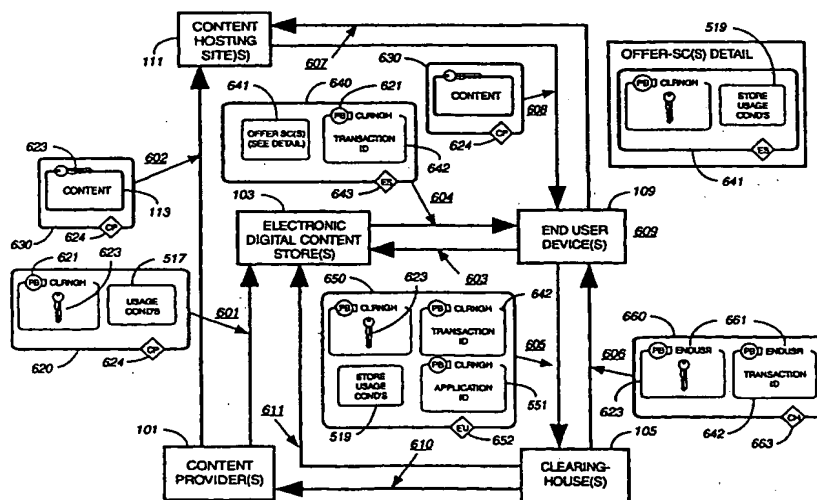 CONTENT
HOSTING
SITE(S)
111
607
630
CONTENT
CP
624
608
OFFER-SC(S) DETAIL
519
PB CLRNGH
STORE
USAGE
COND'S
ES
641
641
640
621
OFFER SC(S)
(SEE DETAIL)
PB CLRNGH
TRANSACTION
ID
642
ES
643
604
623
602
CONTENT
113
CP
630
624
103
ELECTRONIC
DIGITAL CONTENT
STORE(S)
109
END USER
DEVICE(S)
609
603
621
623
517
PB CLRNGH
USAGE
COND'S
601
620
624
CP
650
623
642
PB CLRNGH
PB CLRNGH
TRANSACTION
ID
605
STORE
USAGE
COND'S
PB CLRNGH
APPLICATION
ID
519
551
EU
652
660
661
606
PB ENDUSR
PB ENDUSR
TRANSACTION
ID
623
642
CH
663
611
101
CONTENT
PROVIDER(S)
610
105
CLEARING-
HOUSE(S)